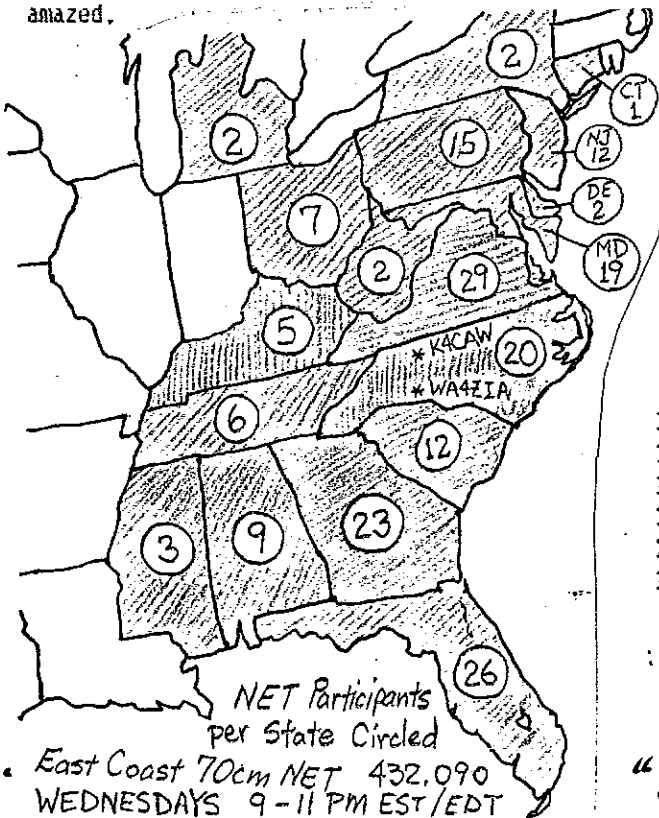 amazed.
2
CT
1
2
15
NJ
12
7
DE
2
2
29
MD
19
5
* K4CAW
20
* WA4ZIA
6
12
3
9
23
26
NET Participants
per State Circled
East Coast 70cm NET 432.090
WEDNESDAYS 9-11 PM EST/EDT
"